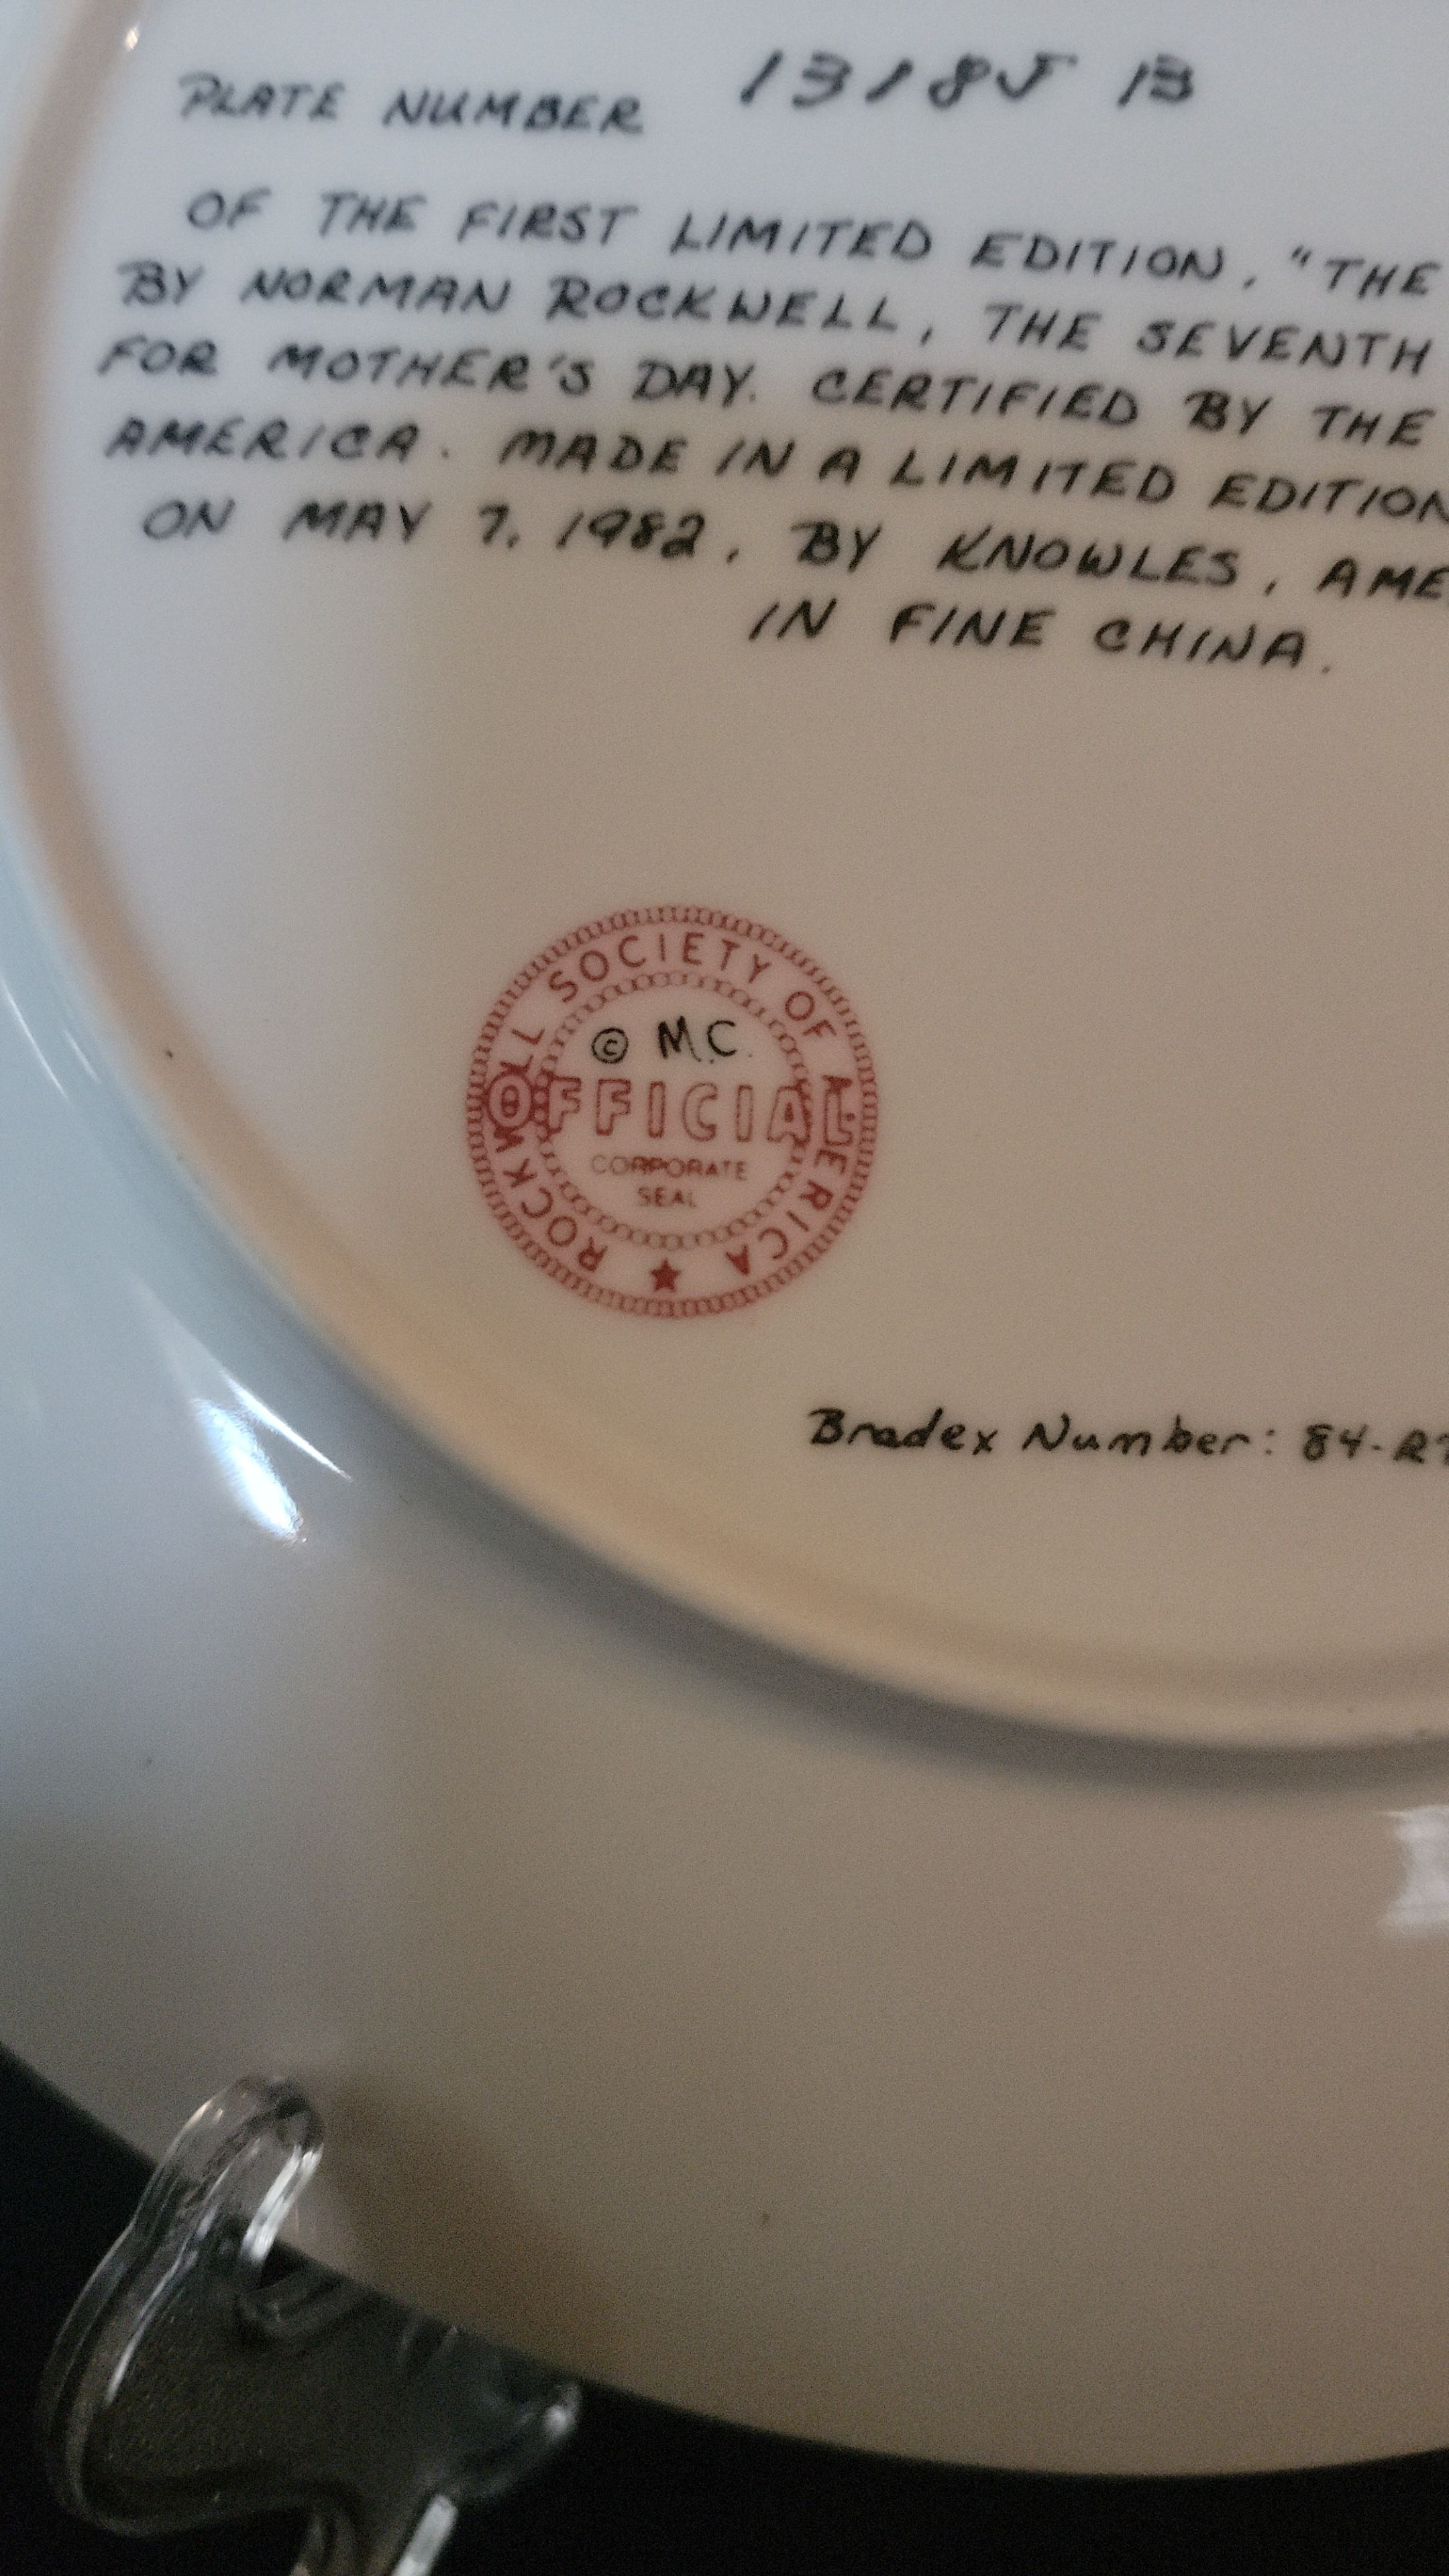 PLATE NUMBER 13185 B
OF THE FIRST LIMITED EDITION, "THE
BY NORMAN ROCKWELL, THE SEVENTH
FOR MOTHER'S DAY. CERTIFIED BY THE
AMERICA. MADE IN A LIMITED EDITION
ON MAY 7, 1982, BY KNOWLES, AME
IN FINE CHINA.
ROCKWELL SOCIETY OF AMERICA ★
© M.C.
OFFICIAL
CORPORATE
SEAL
Bradex Number: 84-R7